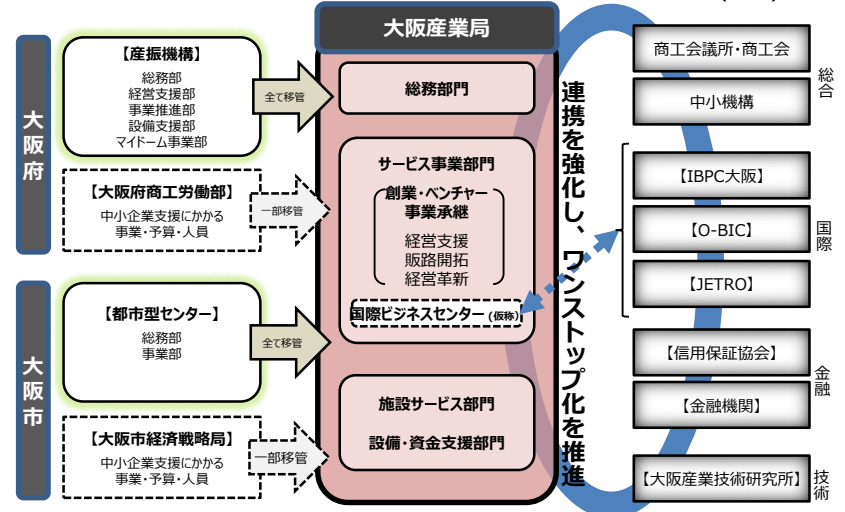 大阪府
【産振機構】
総務部
経営支援部
事業推進部
設備支援部
マイドーム事業部
全て移管
【大阪府商工労働部】
中小企業支援にかかる
事業・予算・人員
一部移管
大阪市
【都市型センター】
総務部
事業部
全て移管
【大阪市経済戦略局】
中小企業支援にかかる
事業・予算・人員
一部移管
大阪産業局
総務部門
サービス事業部門
創業・ベンチャー
事業承継
経営支援
販路開拓
経営革新
国際ビジネスセンター(仮称)
施設サービス部門
設備・資金支援部門
連携を強化し、ワンストップ化を推進
商工会議所・商工会
中小機構
総合
【IBPC大阪】
【O-BIC】
【JETRO】
国際
【信用保証協会】
【金融機関】
金融
【大阪産業技術研究所】
技術